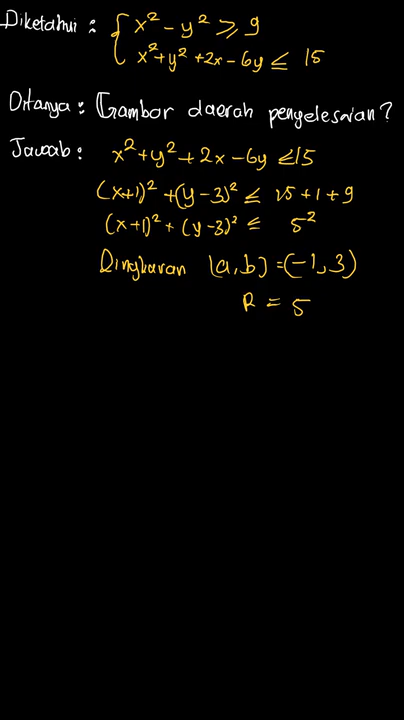 Diketahui : { x² - y² ≥ 9
x² + y² + 2x - 6y ≤ 15
Ditanya : Gambar daerah penyelesaian ?
Jawab : x² + y² + 2x - 6y ≤ 15
(x+1)² + (y-3)² ≤ 15 + 1 + 9
(x+1)² + (y-3)² ≤ 5²
Dingkaran (a,b) = (-1,3)
R = 5